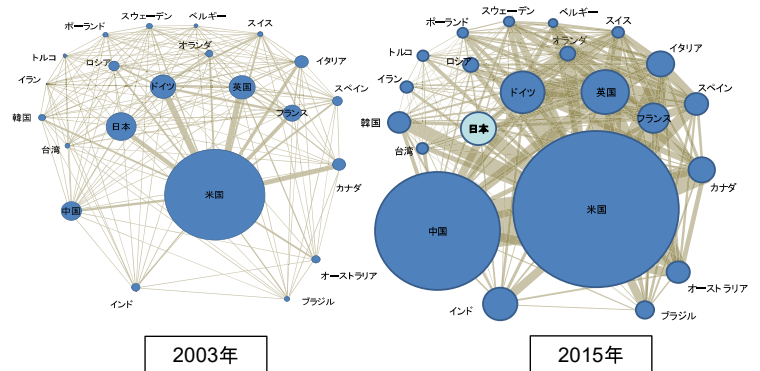 スウェーデン
ベルギー
ポーランド
スイス
オランダ
トルコ
ロシア
イタリア
イラン
ドイツ
英国
スペイン
韓国
日本
フランス
台湾
カナダ
米国
中国
オーストラリア
インド
ブラジル
2003年
スウェーデン
ベルギー
ポーランド
スイス
オランダ
トルコ
ロシア
イタリア
イラン
ドイツ
英国
スペイン
韓国
日本
フランス
台湾
カナダ
米国
中国
オーストラリア
インド
ブラジル
2015年